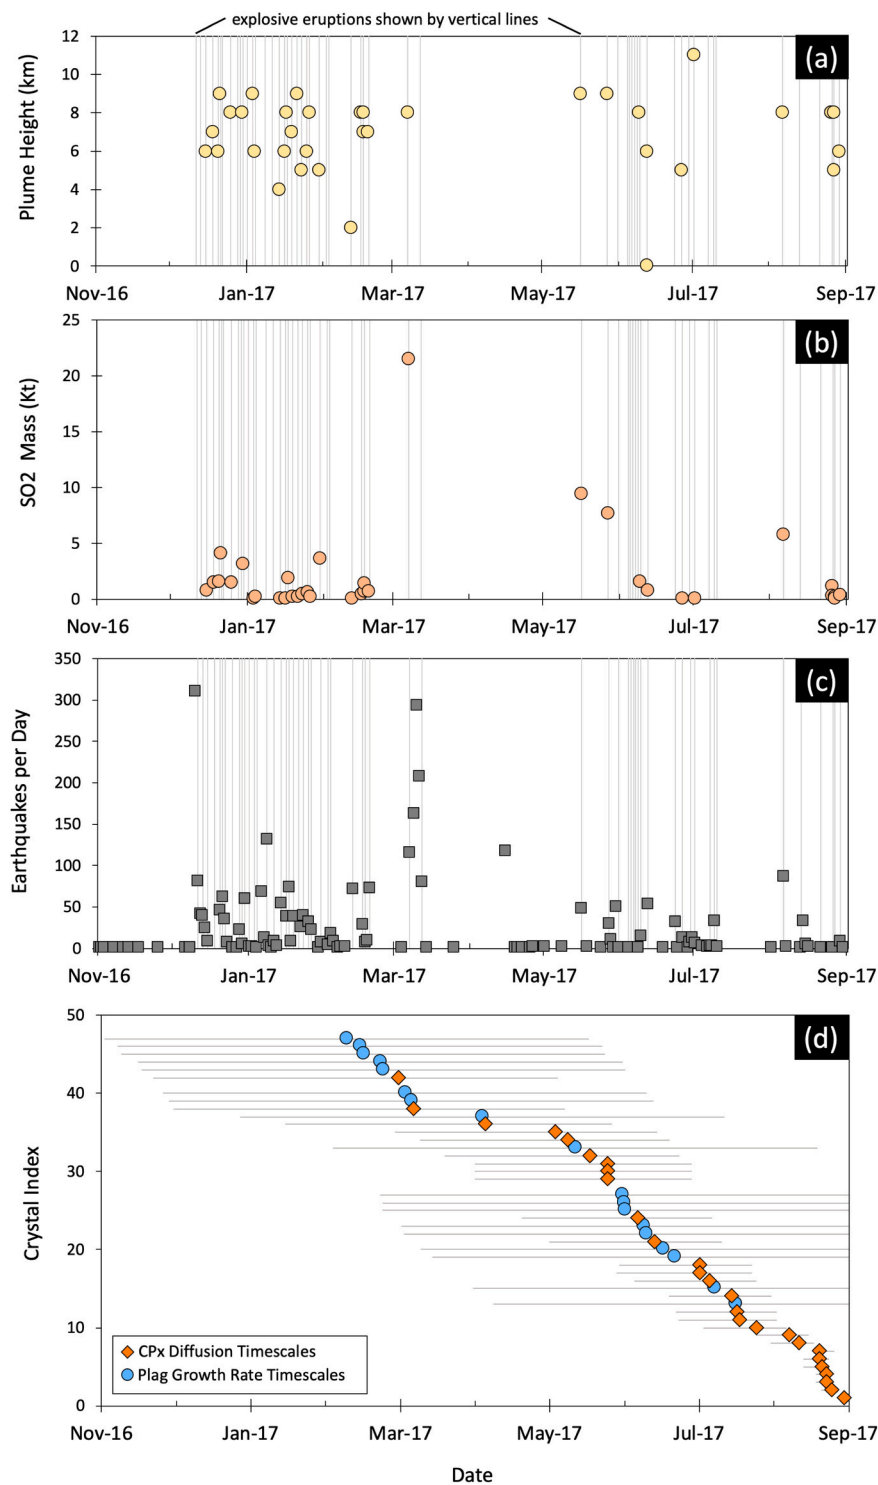 explosive eruptions shown by vertical lines
(a)
Plume Height (km)
12
10
8
6
4
2
0
Nov-16 Jan-17 Mar-17 May-17 Jul-17 Sep-17
(b)
SO2 Mass (Kt)
25
20
15
10
5
0
Nov-16 Jan-17 Mar-17 May-17 Jul-17 Sep-17
(c)
Earthquakes per Day
350
300
250
200
150
100
50
0
Nov-16 Jan-17 Mar-17 May-17 Jul-17 Sep-17
(d)
Crystal Index
50
40
30
20
10
0
CPx Diffusion Timescales
Plag Growth Rate Timescales
Nov-16 Jan-17 Mar-17 May-17 Jul-17 Sep-17
Date